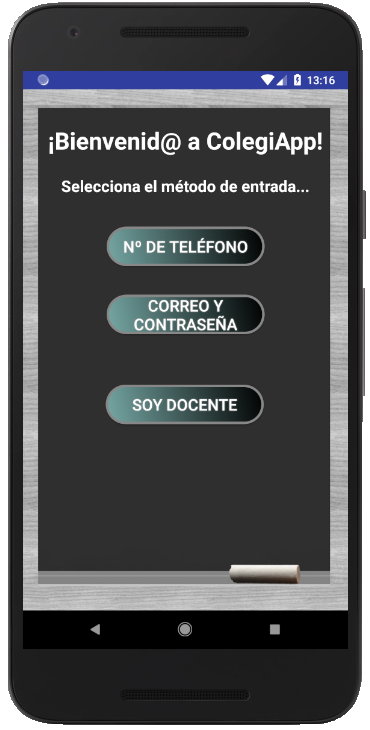 13:16
¡Bienvenid@ a ColegiApp!
Selecciona el método de entrada...
Nº DE TELÉFONO
CORREO Y
CONTRASEÑA
SOY DOCENTE